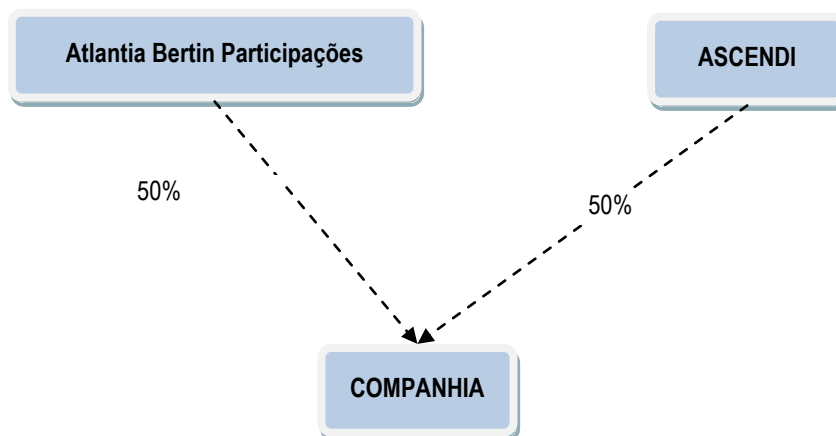 Atlantia Bertin Participações
ASCENDI
50%
50%
COMPANHIA